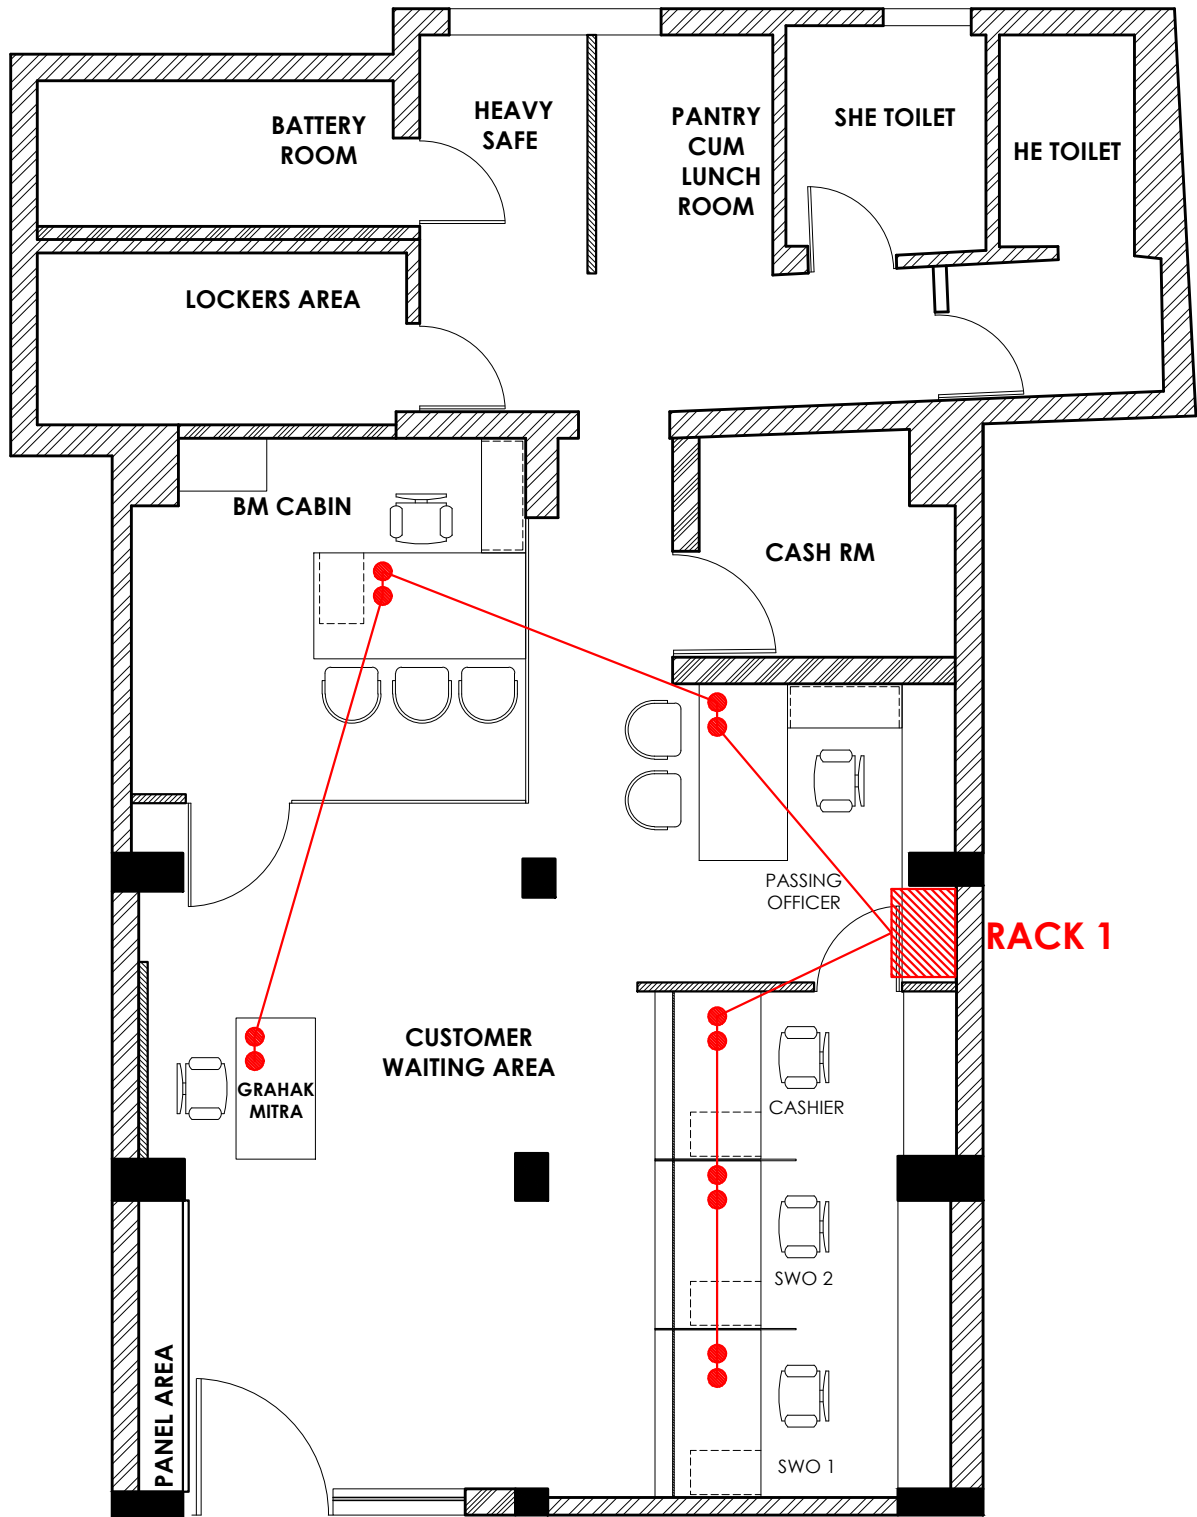 BATTERY
ROOM
HEAVY
SAFE
PANTRY
CUM
LUNCH
ROOM
SHE TOILET
HE TOILET
LOCKERS AREA
BM CABIN
CASH RM
PASSING
OFFICER
RACK 1
CUSTOMER
WAITING AREA
GRAHAK
MITRA
CASHIER
SWO 2
SWO 1
PANEL AREA